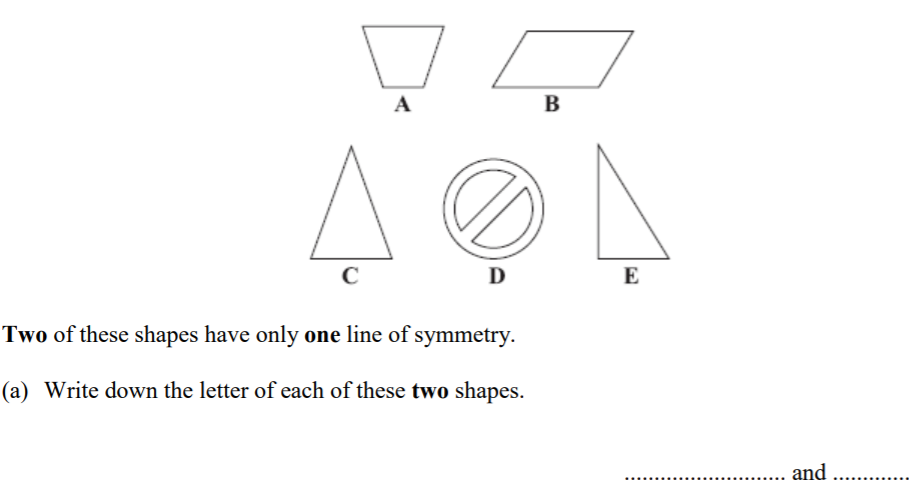 A B
C D E
Two of these shapes have only one line of symmetry.
(a) Write down the letter of each of these two shapes.
........................... and .............